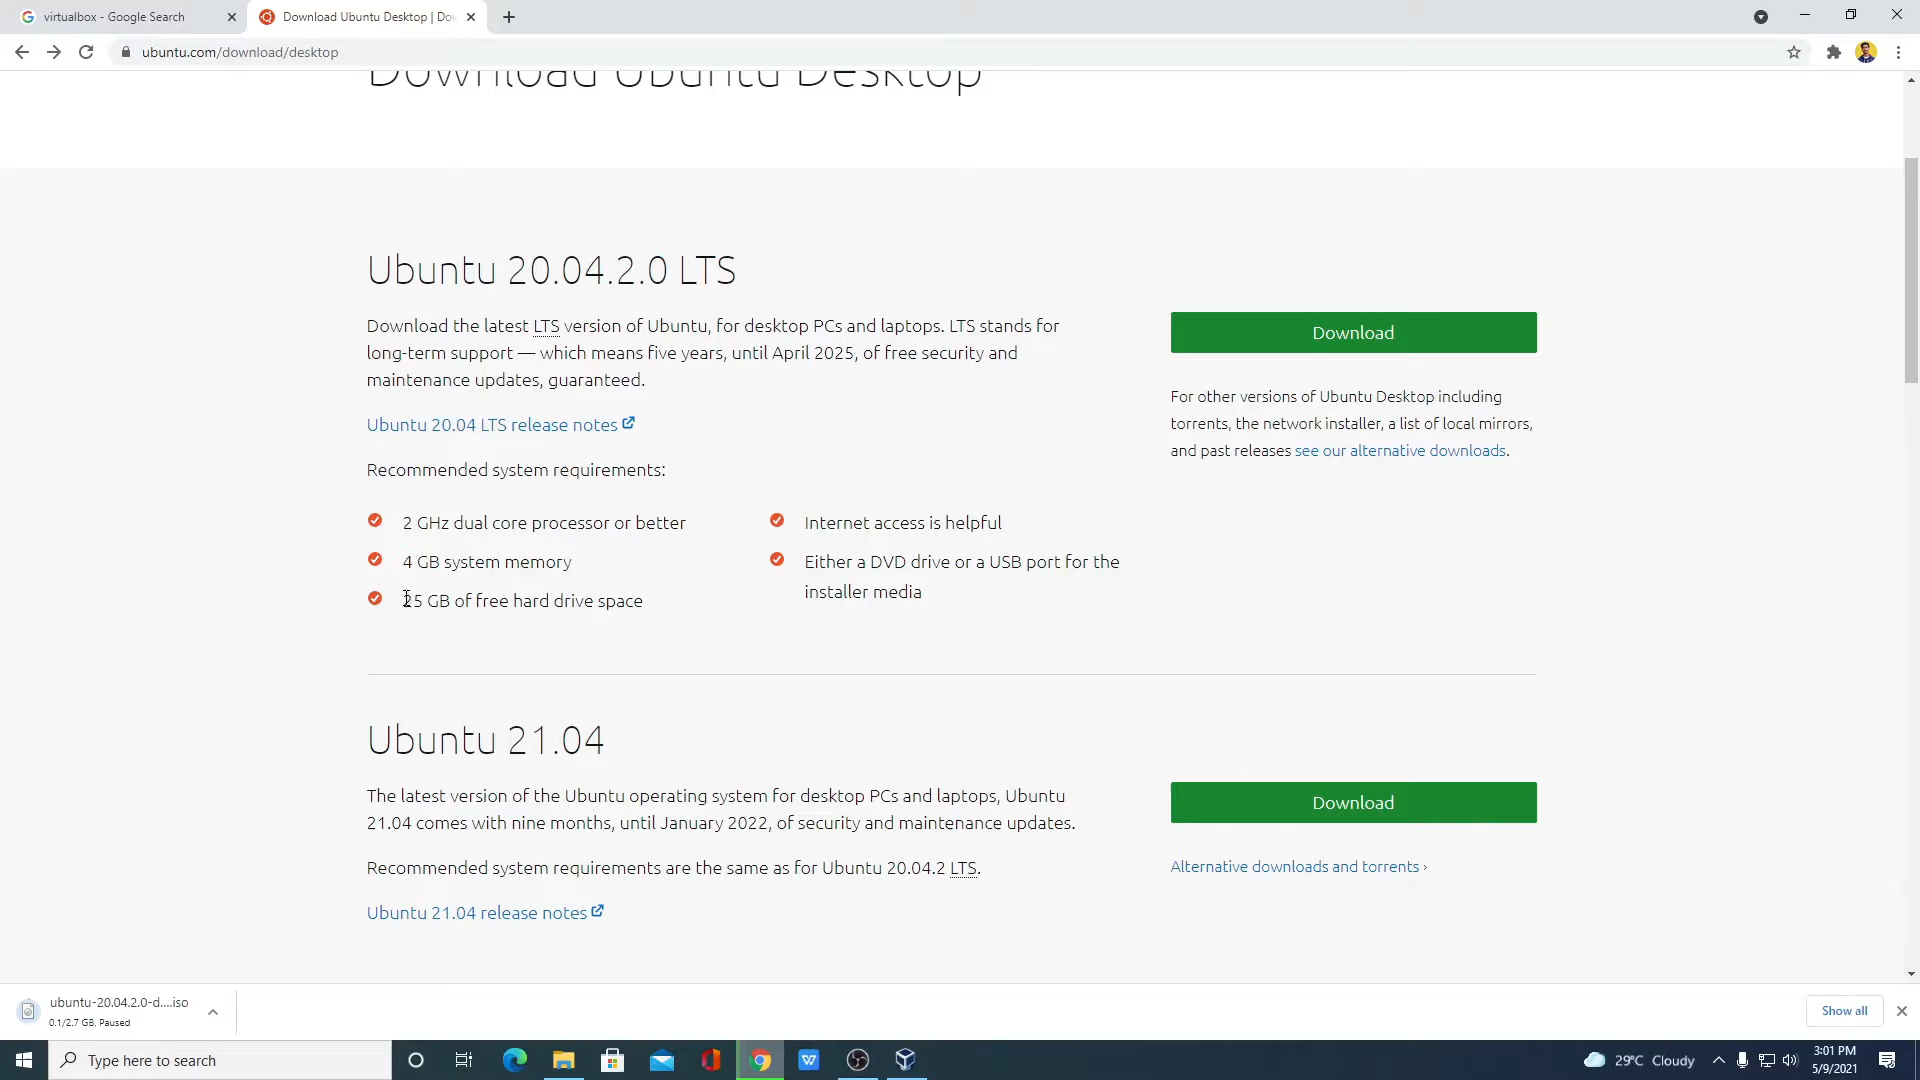 virtualbox - Google Search
Download Ubuntu Desktop | Do
ubuntu.com/download/desktop
Download Ubuntu Desktop
Ubuntu 20.04.2.0 LTS
Download the latest LTS version of Ubuntu, for desktop PCs and laptops. LTS stands for
long-term support — which means five years, until April 2025, of free security and
maintenance updates, guaranteed.
Ubuntu 20.04 LTS release notes
Recommended system requirements:
2 GHz dual core processor or better
4 GB system memory
25 GB of free hard drive space
Internet access is helpful
Either a DVD drive or a USB port for the
installer media
Download
For other versions of Ubuntu Desktop including
torrents, the network installer, a list of local mirrors,
and past releases see our alternative downloads.
Ubuntu 21.04
The latest version of the Ubuntu operating system for desktop PCs and laptops, Ubuntu
21.04 comes with nine months, until January 2022, of security and maintenance updates.
Recommended system requirements are the same as for Ubuntu 20.04.2 LTS.
Ubuntu 21.04 release notes
Download
Alternative downloads and torrents ›
ubuntu-20.04.2.0-d....iso
0.1/2.7 GB, Paused
Show all
Type here to search
29°C Cloudy
3:01 PM
5/9/2021